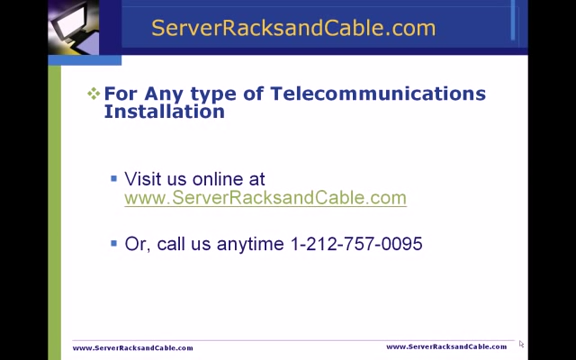 ServerRacksandCable.com
For Any type of Telecommunications
Installation
Visit us online at
www.ServerRacksandCable.com
Or, call us anytime 1-212-757-0095
www.ServerRacksandCable.com
www.ServerRacksandCable.com